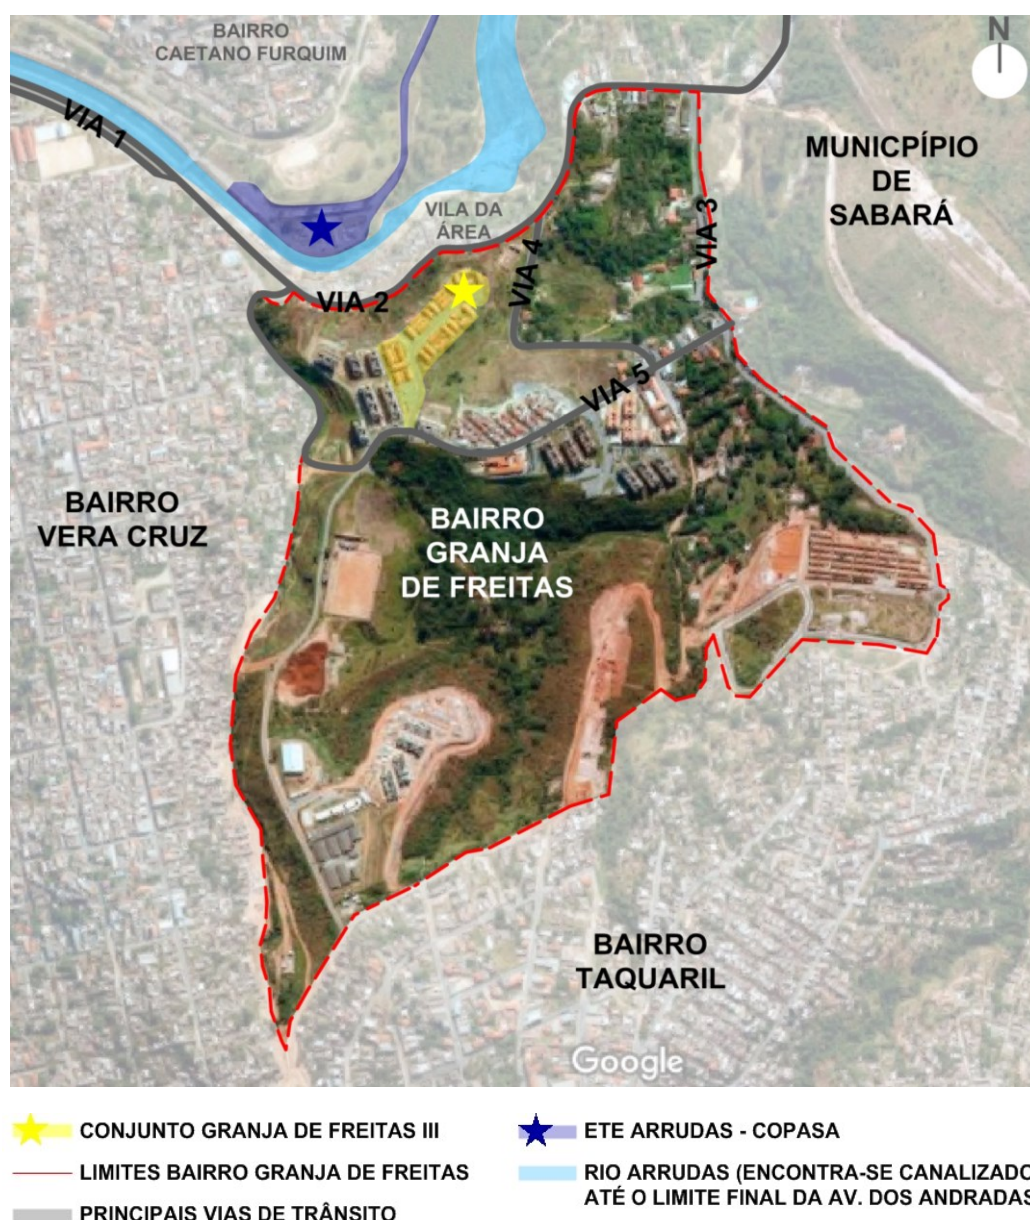 BAIRRO
CAETANO FURQUIM
N
VIA 1
MUNICPÍPIO
DE
SABARÁ
VILA DA
ÁREA
VIA 3
VIA 4
VIA 2
VIA 5
BAIRRO
VERA CRUZ
BAIRRO
GRANJA
DE FREITAS
BAIRRO
TAQUARIL
Google
CONJUNTO GRANJA DE FREITAS III
ETE ARRUDAS - COPASA
LIMITES BAIRRO GRANJA DE FREITAS
RIO ARRUDAS (ENCONTRA-SE CANALIZADO
ATÉ O LIMITE FINAL DA AV. DOS ANDRADAS
PRINCIPAIS VIAS DE TRÂNSITO